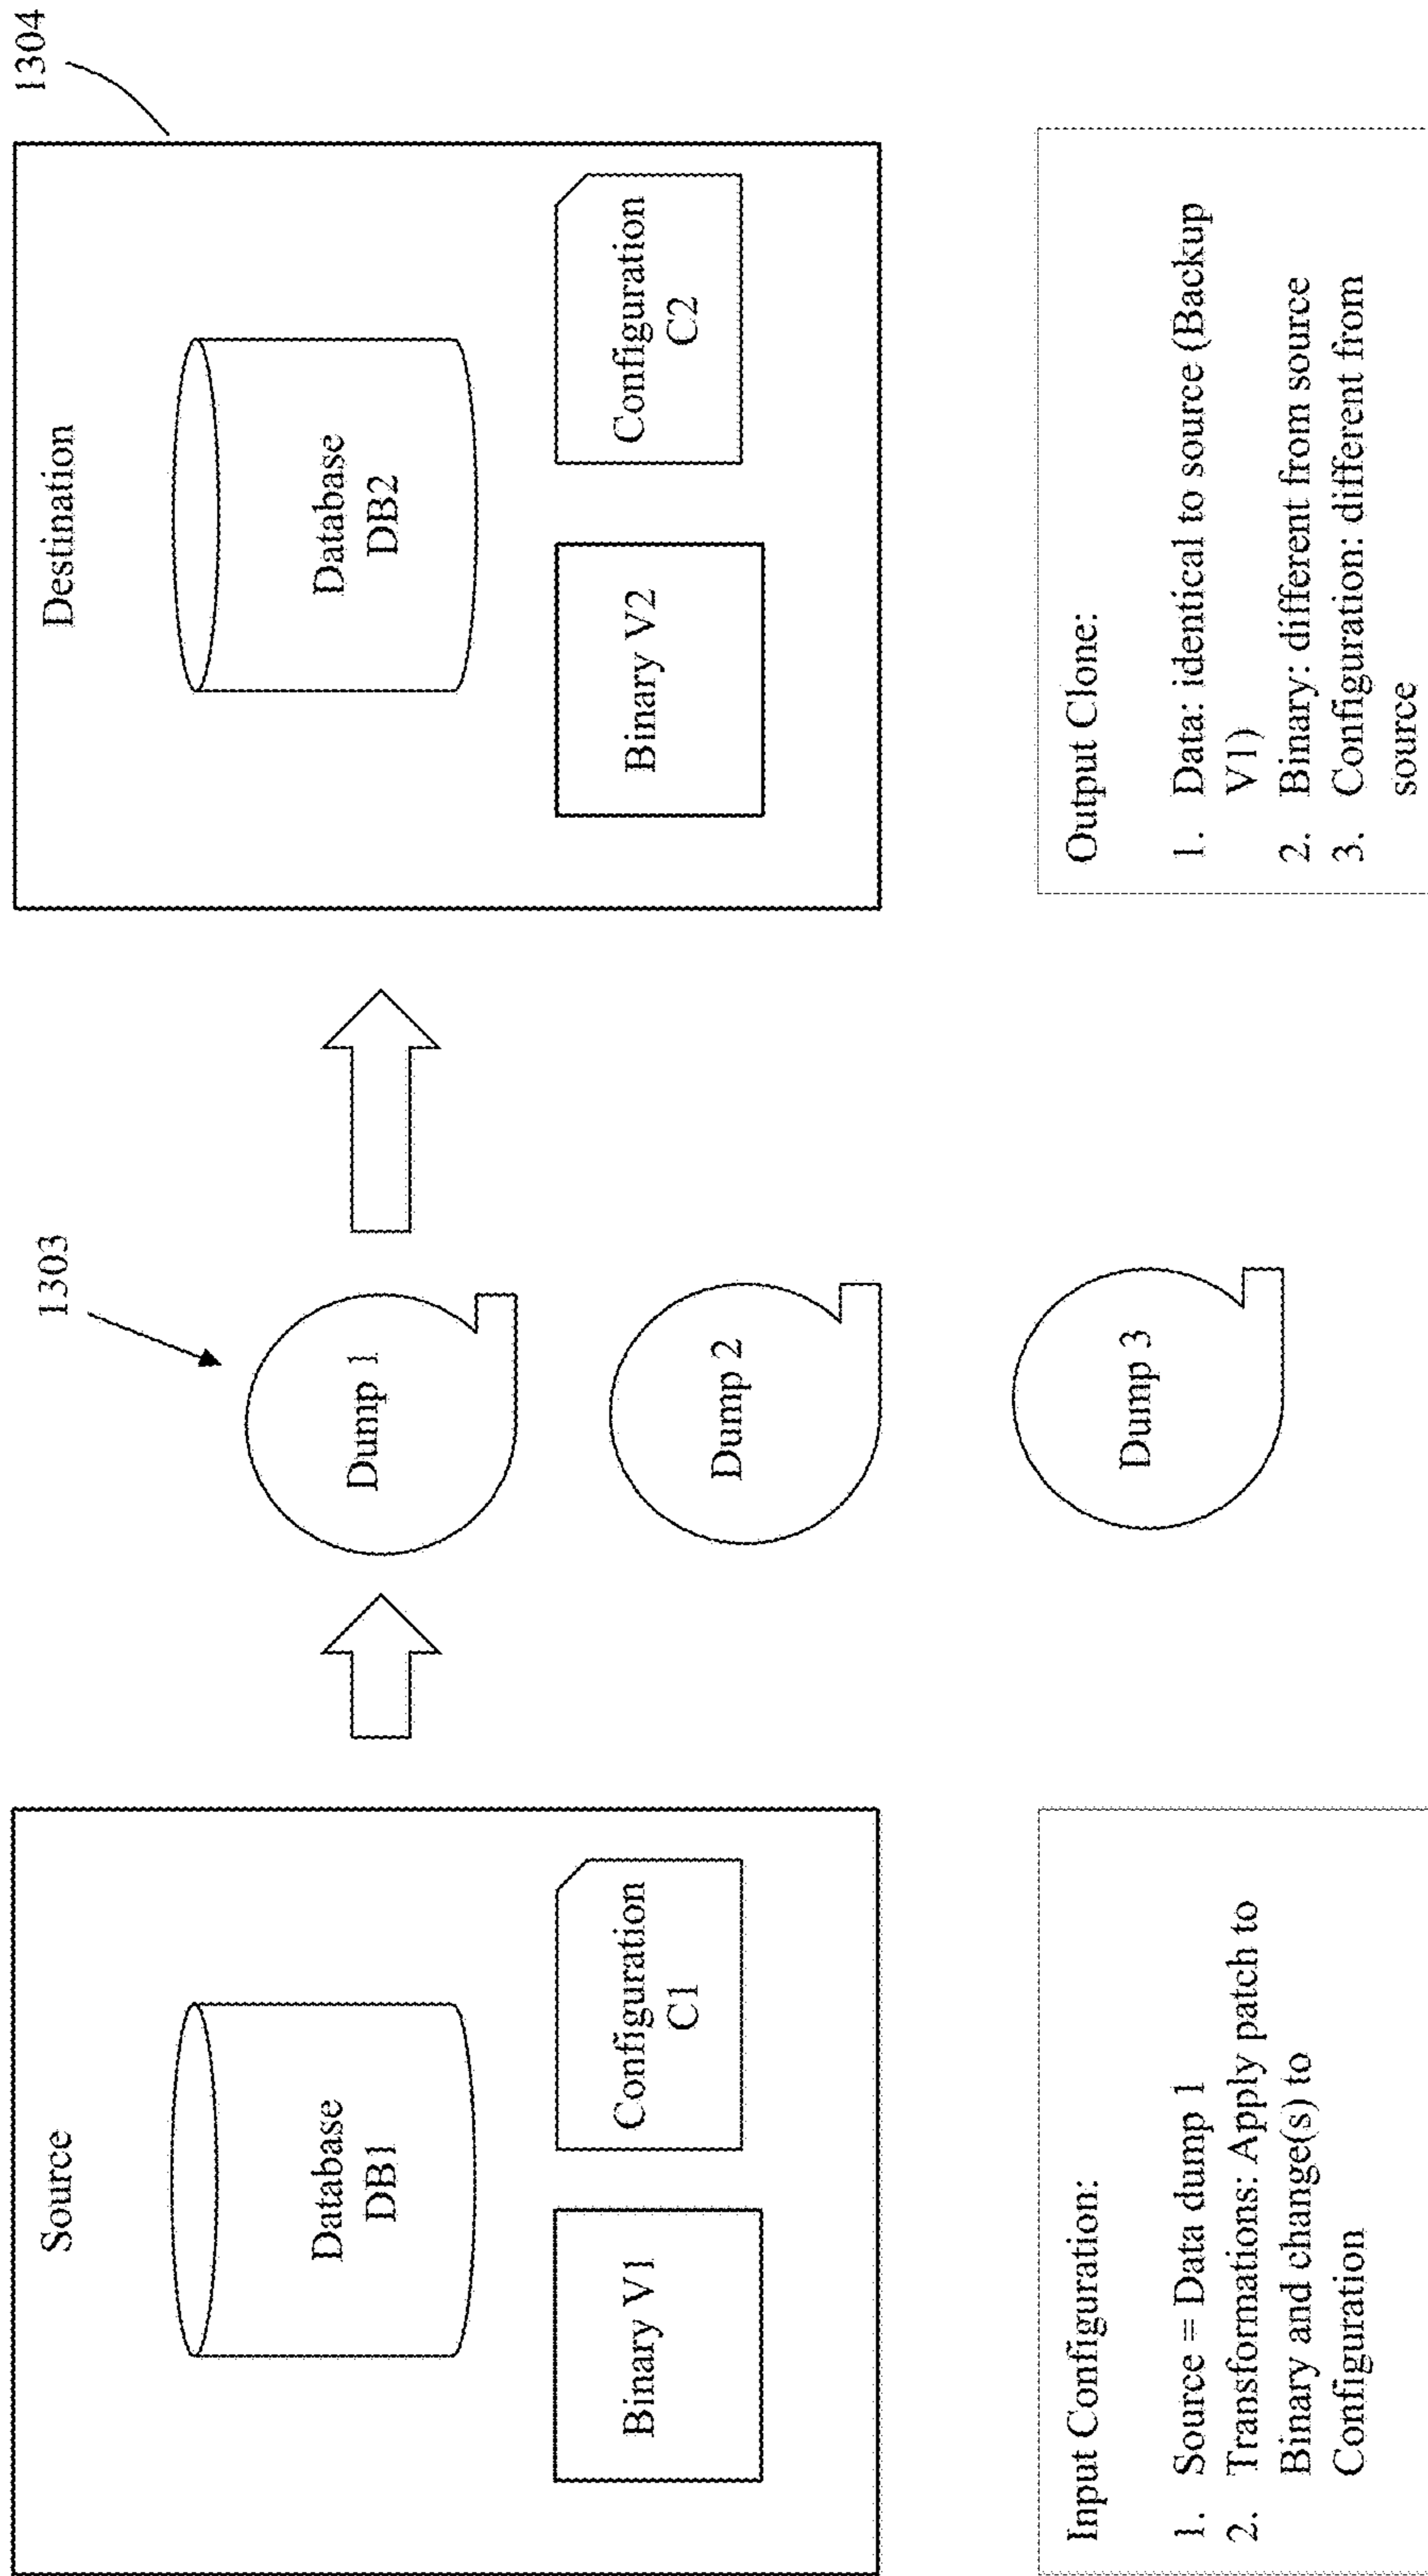 Source
Database
DB1
Binary V1
Configuration
C1
Input Configuration:
1. Source = Data dump 1
2. Transformations: Apply patch to
Binary and change(s) to
Configuration
1303
Dump 1
Dump 2
Dump 3
1304
Destination
Database
DB2
Binary V2
Configuration
C2
Output Clone:
1. Data: identical to source (Backup
V1)
2. Binary: different from source
3. Configuration: different from
source